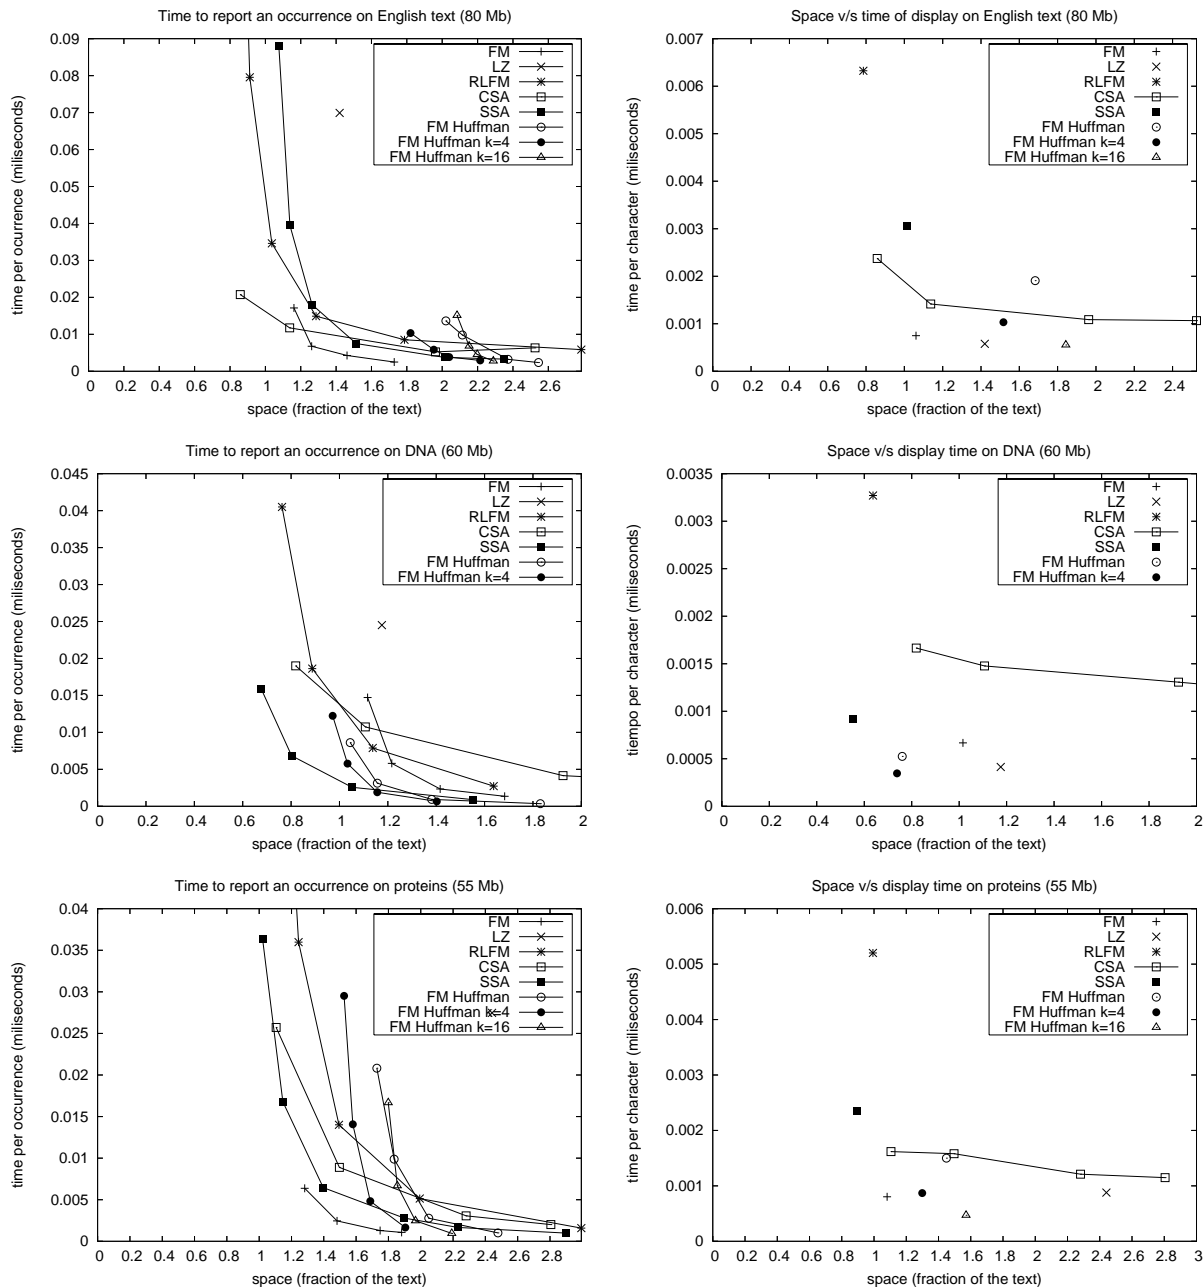 Time to report an occurrence on English text (80 Mb)
time per ocurrence (miliseconds)
0.09
0.08
0.07
0.06
0.05
0.04
0.03
0.02
0.01
0
0 0.2 0.4 0.6 0.8 1 1.2 1.4 1.6 1.8 2 2.2 2.4 2.6
space (fraction of the text)
FM
LZ
RLFM
CSA
SSA
FM Huffman
FM Huffman k=4
FM Huffman k=16
Space v/s time of display on English text (80 Mb)
time per character (miliseconds)
0.007
0.006
0.005
0.004
0.003
0.002
0.001
0
0 0.2 0.4 0.6 0.8 1 1.2 1.4 1.6 1.8 2 2.2 2.4
space (fraction of the text)
FM
LZ
RLFM
CSA
SSA
FM Huffman
FM Huffman k=4
FM Huffman k=16
Time to report an occurrence on DNA (60 Mb)
time per occurrence (miliseconds)
0.045
0.04
0.035
0.03
0.025
0.02
0.015
0.01
0.005
0
0 0.2 0.4 0.6 0.8 1 1.2 1.4 1.6 1.8 2
space (fraction of the text)
FM
LZ
RLFM
CSA
SSA
FM Huffman
FM Huffman k=4
Space v/s display time on DNA (60 Mb)
tiempo per character (miliseconds)
0.0035
0.003
0.0025
0.002
0.0015
0.001
0.0005
0
0 0.2 0.4 0.6 0.8 1 1.2 1.4 1.6 1.8 2
space (fraction of the text)
FM
LZ
RLFM
CSA
SSA
FM Huffman
FM Huffman k=4
Time to report an occurrence on proteins (55 Mb)
time per occurrence (miliseconds)
0.04
0.035
0.03
0.025
0.02
0.015
0.01
0.005
0
0 0.2 0.4 0.6 0.8 1 1.2 1.4 1.6 1.8 2 2.2 2.4 2.6 2.8 3
space (fraction of the text)
FM
LZ
RLFM
CSA
SSA
FM Huffman
FM Huffman k=4
FM Huffman k=16
Space v/s display time on proteins (55 Mb)
time per character (miliseconds)
0.006
0.005
0.004
0.003
0.002
0.001
0
0 0.2 0.4 0.6 0.8 1 1.2 1.4 1.6 1.8 2 2.2 2.4 2.6 2.8 3
space (fraction of the text)
FM
LZ
RLFM
CSA
SSA
FM Huffman
FM Huffman k=4
FM Huffman k=16